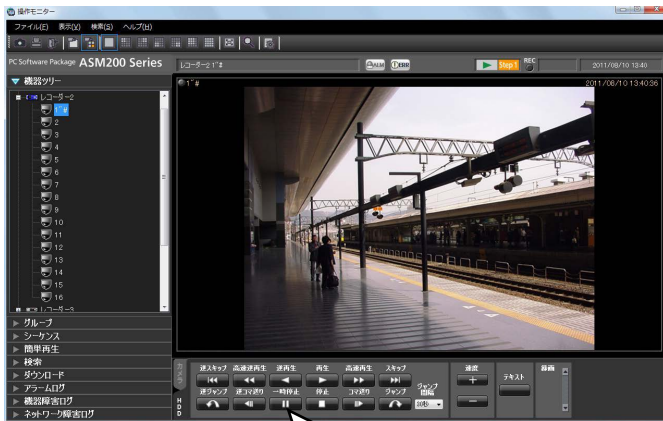 操作モニター
ファイル(F) 表示(V) 検索(S) ヘルプ(H)
PC Software Package ASM200 Series
レコーダー2 1~#
ALM
ERR
Step1
REC
2011/08/10 13:40
機器ツリー
レコーダー2
1~#
2
3
4
5
6
7
8
9
10
11
12
13
14
15
16
レコーダー3
1~#
2011/08/10 13:40:36
グループ
シーケンス
簡単再生
検索
ダウンロード
アラームログ
機器障害ログ
ネットワーク障害ログ
カメラ
HDD
逆スキップ 高速逆再生 逆再生 再生 高速再生 スキップ
逆ジャンプ 逆コマ送り 一時停止 停止 コマ送り ジャンプ
ジャンプ間隔
30秒
速度
テキスト
録画